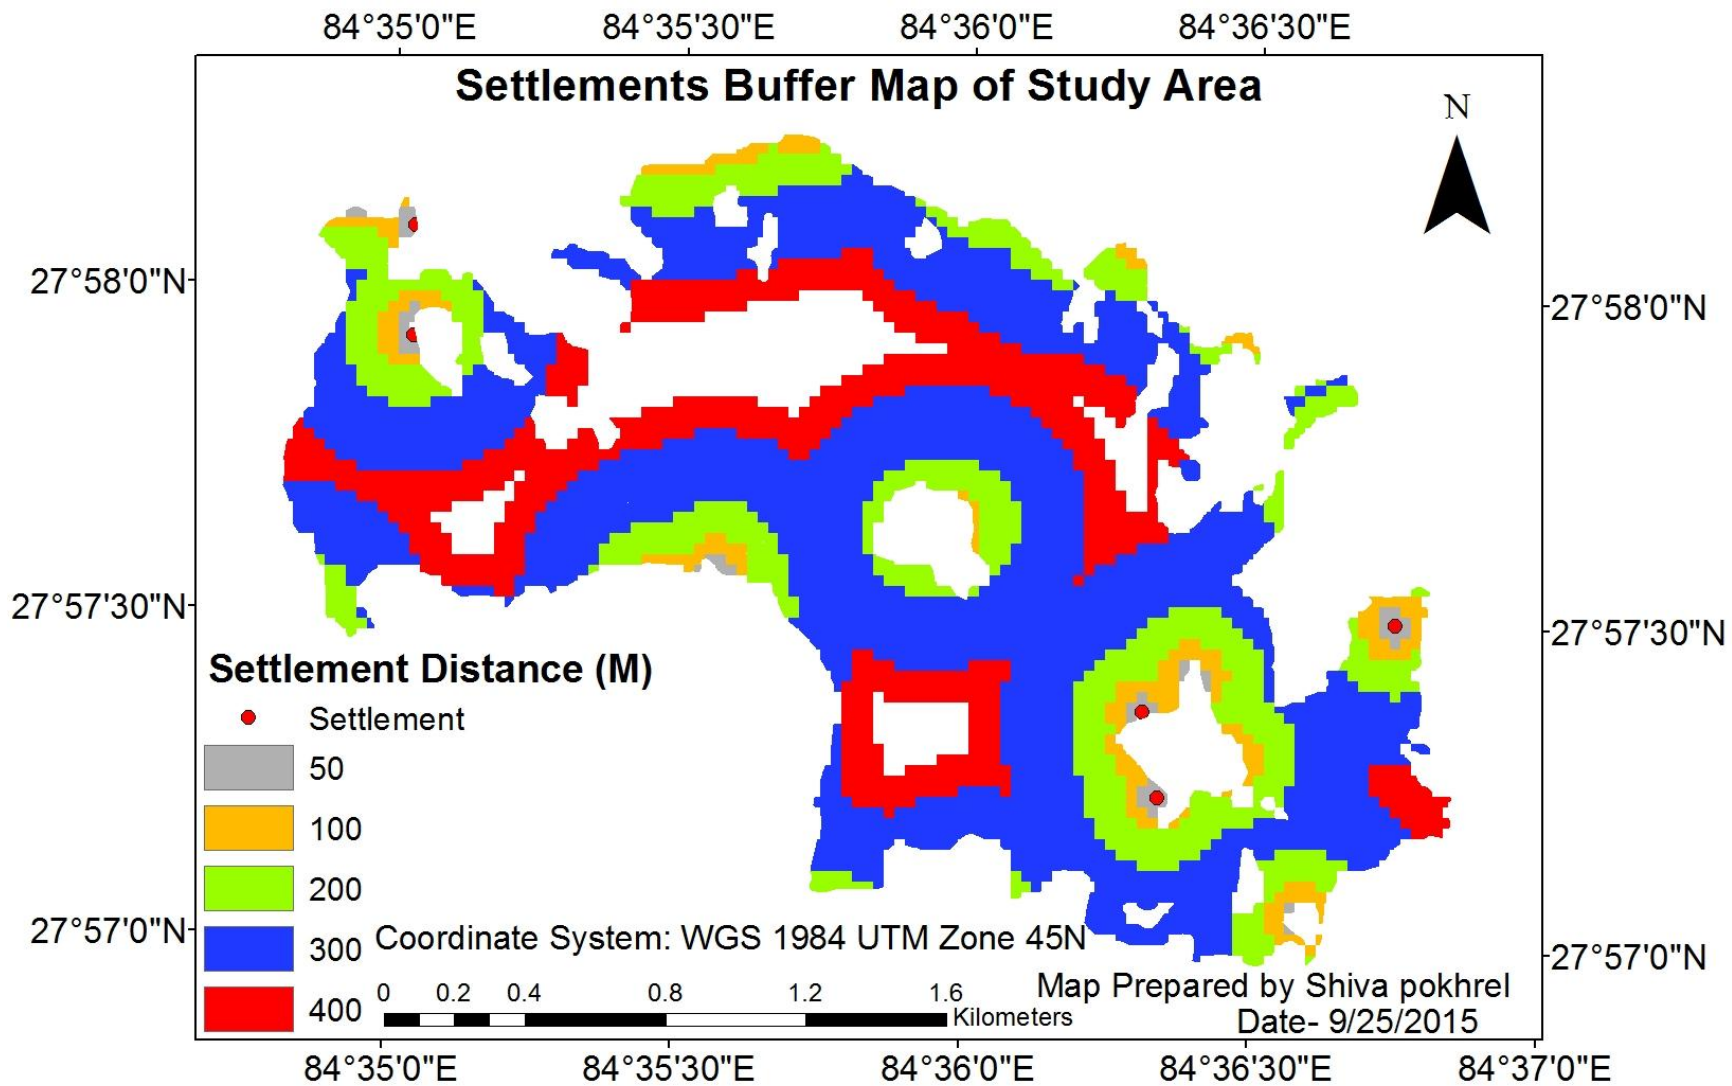 84°35'0"E 84°35'30"E 84°36'0"E 84°36'30"E
Settlements Buffer Map of Study Area
N
27°58'0"N
27°58'0"N
27°57'30"N
27°57'30"N
Settlement Distance (M)
Settlement
50
100
200
300
400
27°57'0"N
27°57'0"N
Coordinate System: WGS 1984 UTM Zone 45N
0 0.2 0.4 0.8 1.2 1.6
Kilometers
Map Prepared by Shiva pokhrel
Date- 9/25/2015
84°35'0"E 84°35'30"E 84°36'0"E 84°36'30"E 84°37'0"E